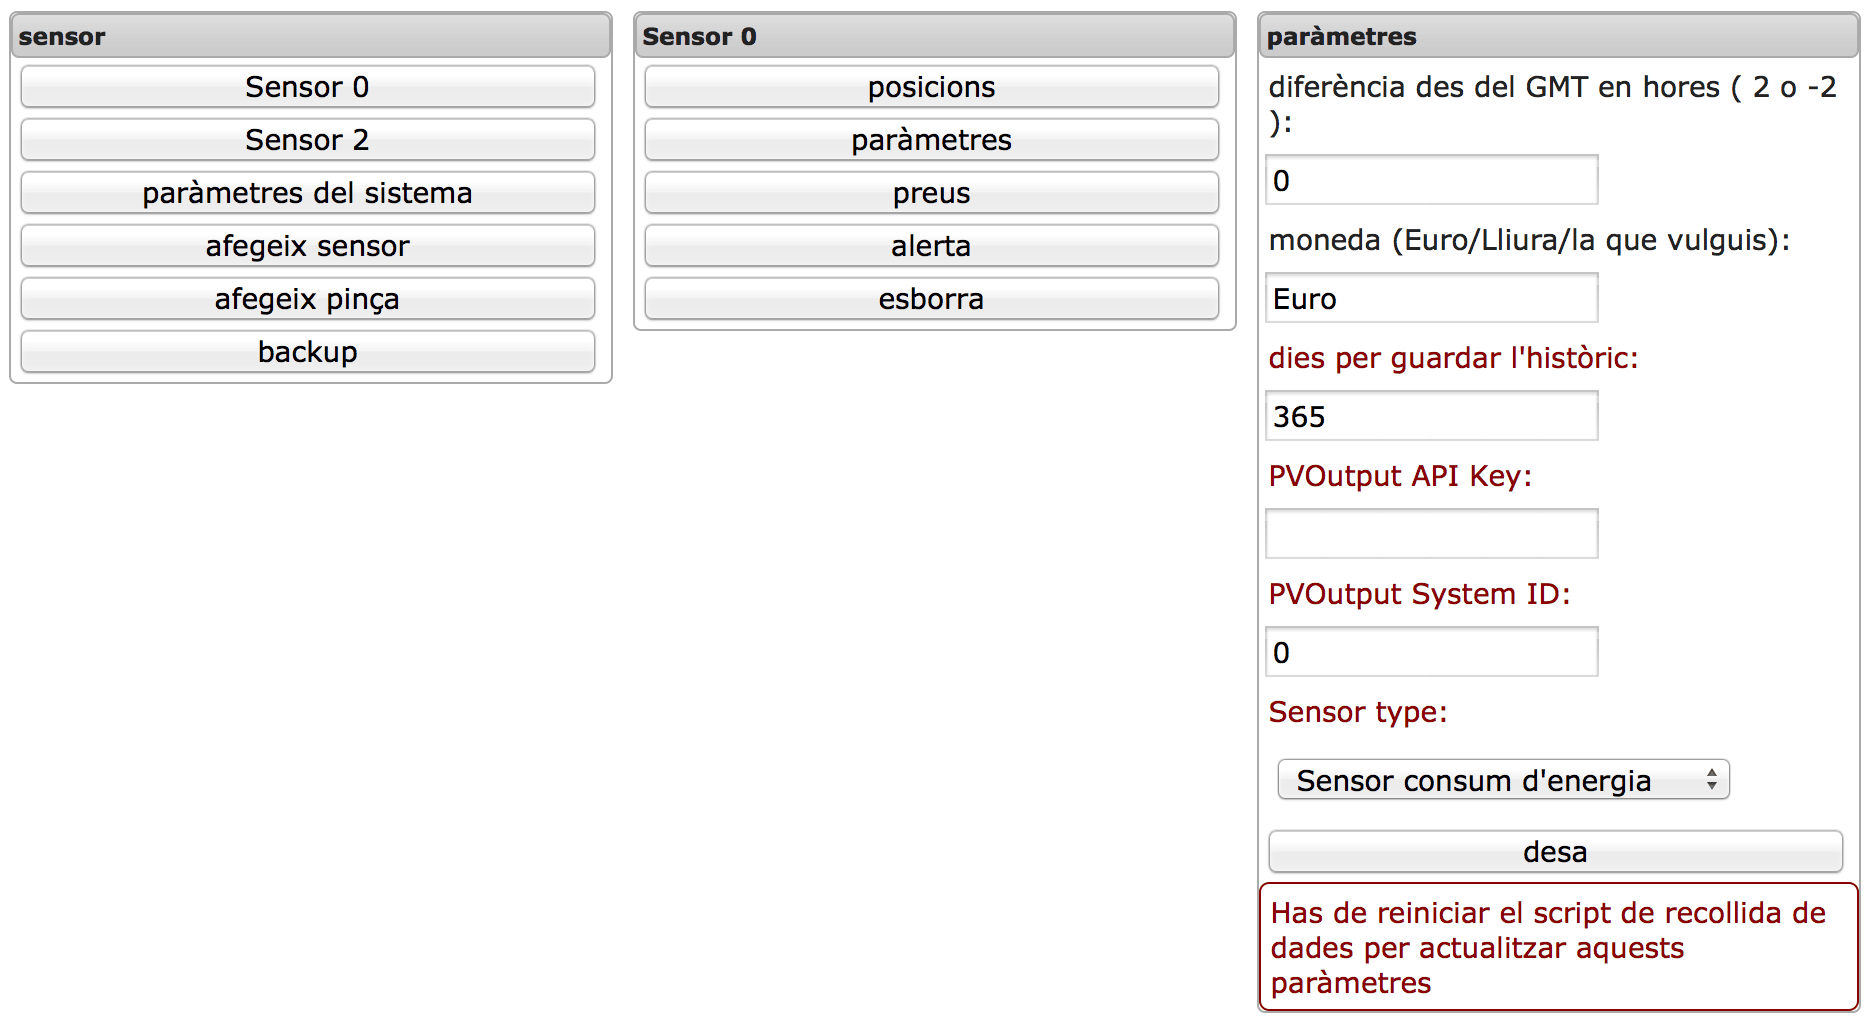 sensor
Sensor 0
Sensor 2
paràmetres del sistema
afegeix sensor
afegeix pinça
backup
Sensor 0
posicions
paràmetres
preus
alerta
esborra
paràmetres
diferència des del GMT en hores ( 2 o -2
):
0
moneda (Euro/Lliura/la que vulguis):
Euro
dies per guardar l'històric:
365
PVOutput API Key:
PVOutput System ID:
0
Sensor type:
Sensor consum d'energia
desa
Has de reiniciar el script de recollida de
dades per actualitzar aquests
paràmetres